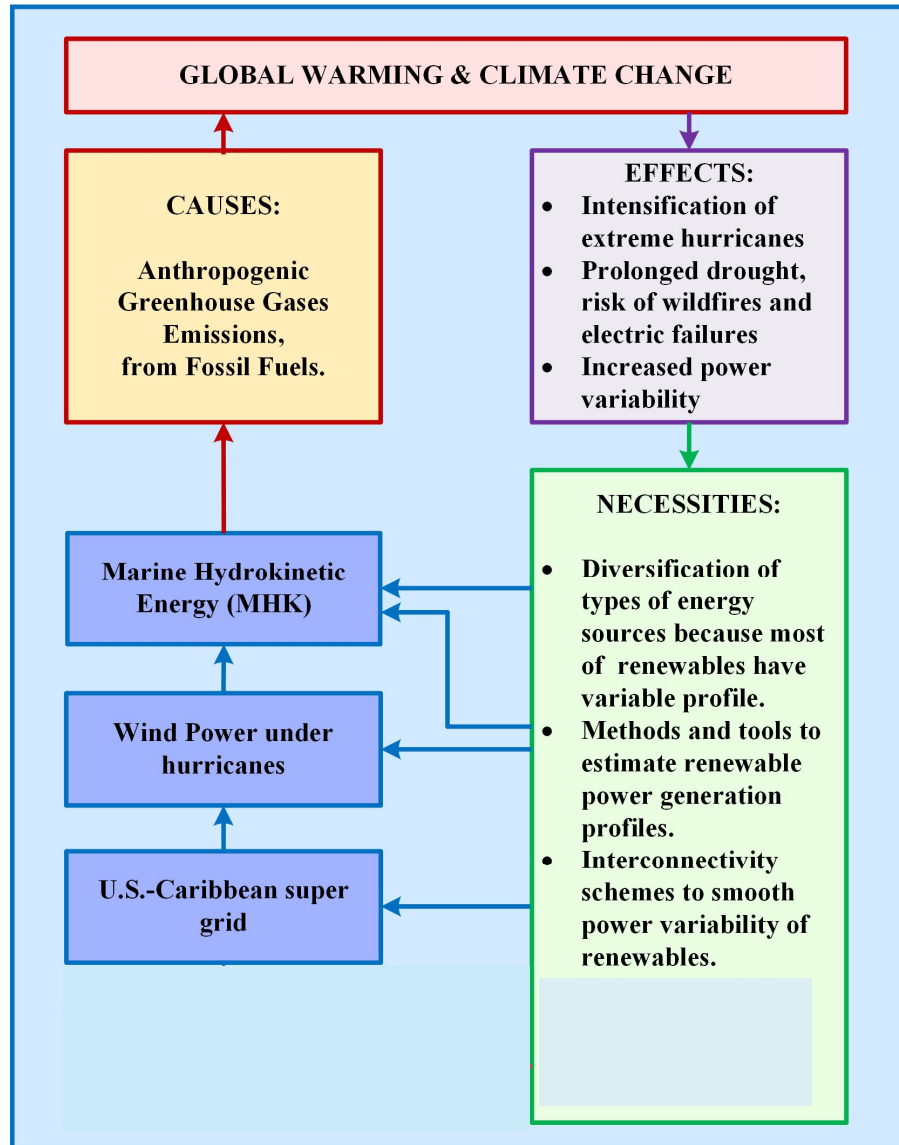 GLOBAL WARMING & CLIMATE CHANGE
CAUSES:
Anthropogenic
Greenhouse Gases
Emissions,
from Fossil Fuels.
EFFECTS:
• Intensification of
extreme hurricanes
• Prolonged drought,
risk of wildfires and
electric failures
• Increased power
variability
Marine Hydrokinetic
Energy (MHK)
Wind Power under
hurricanes
U.S.-Caribbean super
grid
NECESSITIES:
• Diversification of
types of energy
sources because most
of renewables have
variable profile.
• Methods and tools to
estimate renewable
power generation
profiles.
• Interconnectivity
schemes to smooth
power variability of
renewables.